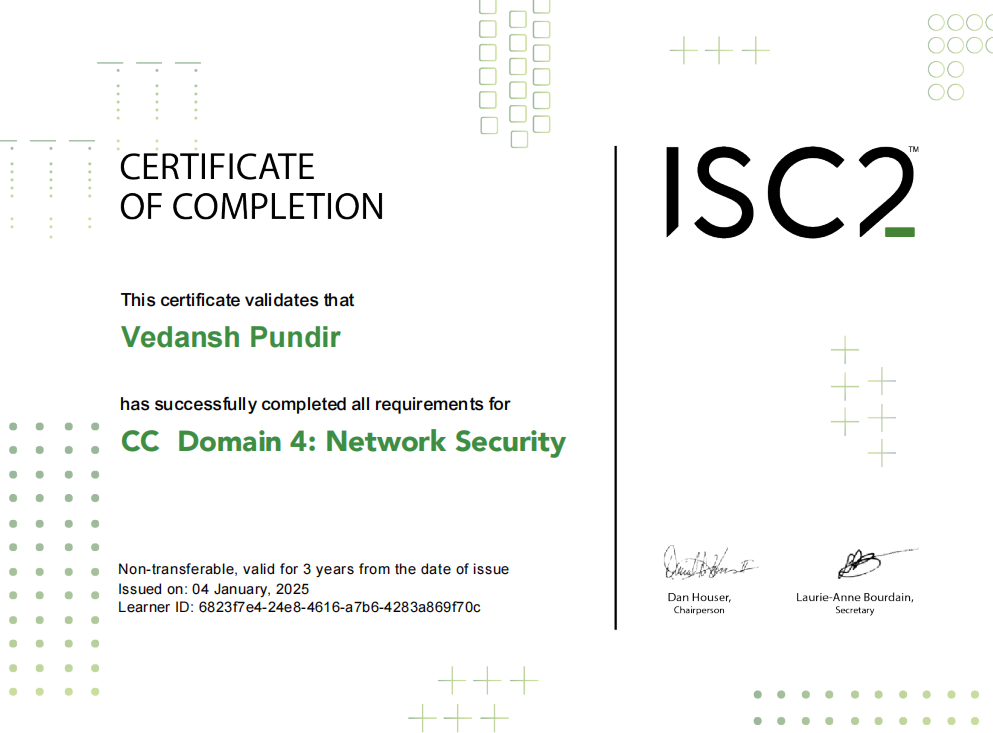 CERTIFICATE
OF COMPLETION
This certificate validates that
Vedansh Pundir
has successfully completed all requirements for
CC  Domain 4: Network Security
Non-transferable, valid for 3 years from the date of issue
Issued on: 04 January, 2025
Learner ID: 6823f7e4-24e8-4616-a7b6-4283a869f70c
ISC2™
Dan Houser,
Chairperson
Laurie-Anne Bourdain,
Secretary